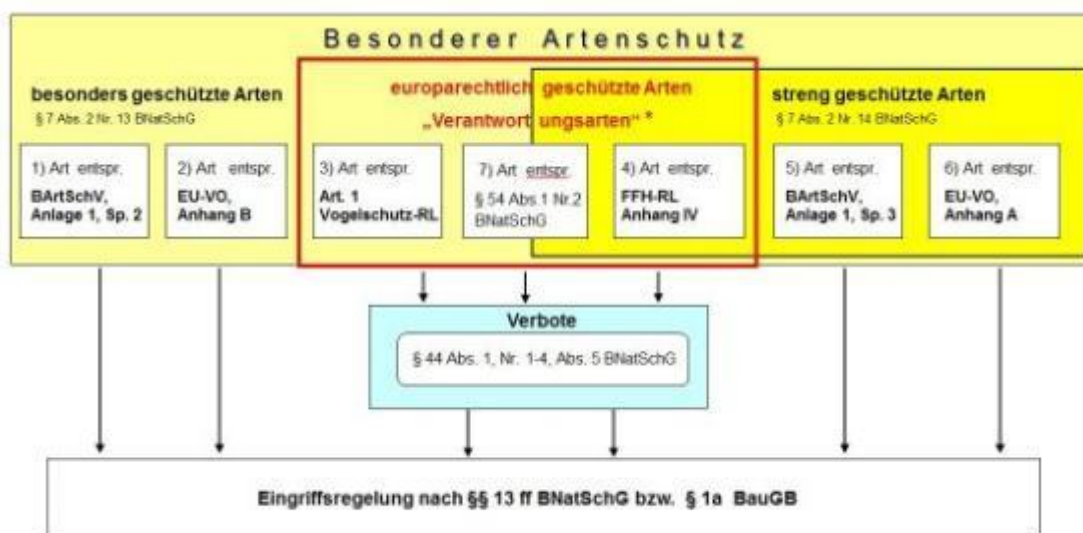 Besonderer Artenschutz
europarechtlich geschützte Arten
„Verantwort ungsarten“ *
besonders geschützte Arten
§ 7 Abs. 2 Nr. 13 BNatSchG
streng geschützte Arten
§ 7 Abs. 2 Nr. 14 BNatSchG
1) Art entspr.
BArtSchV,
Anlage 1, Sp. 2
2) Art entspr.
EU-VO,
Anhang B
3) Art entspr.
Art. 1
Vogelschutz-RL
7) Art entspr.
§ 54 Abs.1 Nr.2
BNatSchG
4) Art entspr.
FFH-RL
Anhang IV
5) Art entspr.
BArtSchV,
Anlage 1, Sp. 3
6) Art entspr.
EU-VO,
Anhang A
Verbote
§ 44 Abs. 1, Nr. 1-4, Abs. 5 BNatSchG
Eingriffsregelung nach §§ 13 ff BNatSchG bzw. § 1a BauGB